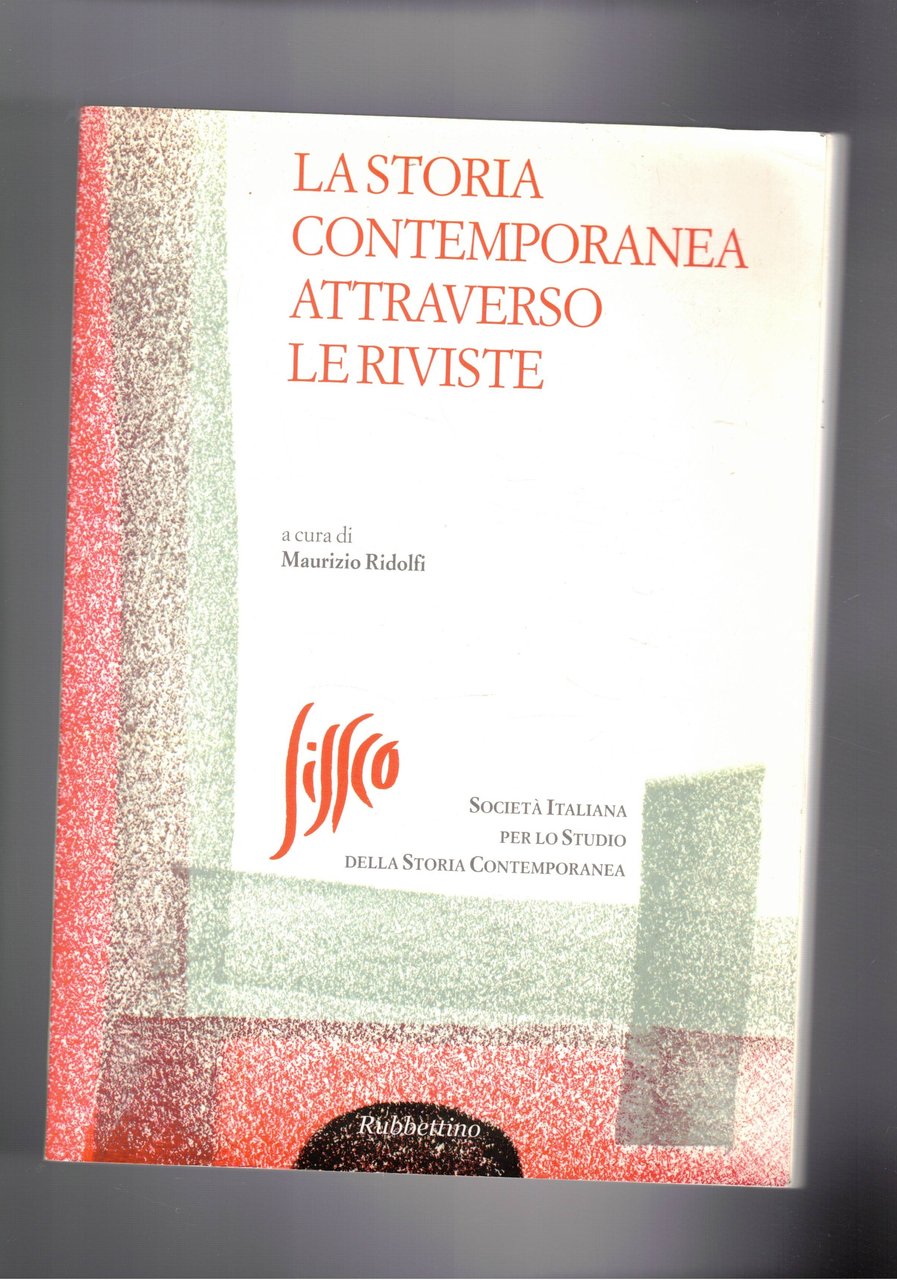 LA STORIA
CONTEMPORANEA
ATTRAVERSO
LE RIVISTE
a cura di
Maurizio Ridolfi
sissco
SOCIETÀ ITALIANA
PER LO STUDIO
DELLA STORIA CONTEMPORANEA
Rubbettino